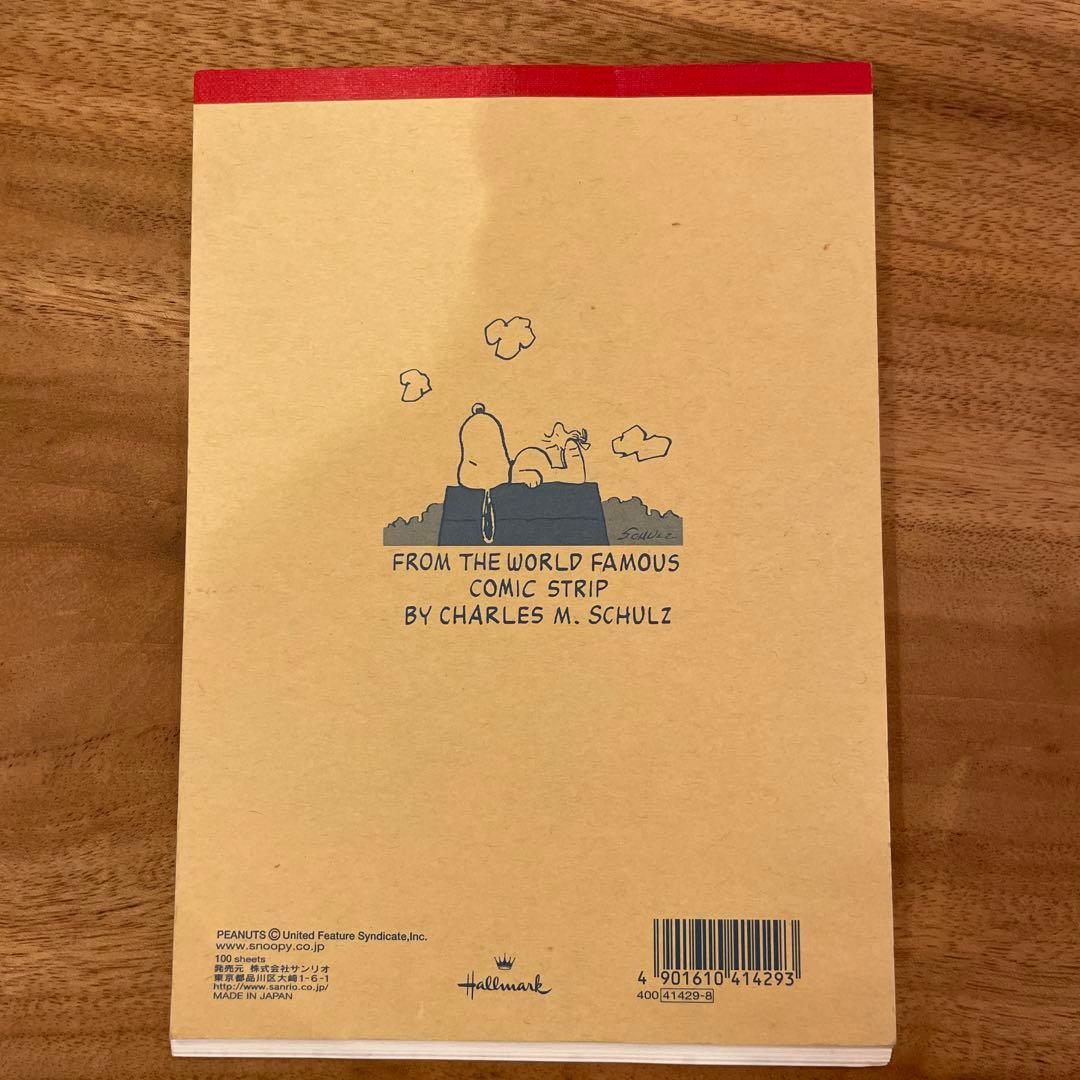 SCHULZ
FROM THE WORLD FAMOUS
COMIC STRIP
BY CHARLES M. SCHULZ
PEANUTS © United Feature Syndicate,Inc.
www.snoopy.co.jp
100 sheets
発売元 株式会社サンリオ
東京都品川区大崎1-6-1
http://www.sanrio.co.jp/
MADE IN JAPAN
Hallmark
4 901610 414293
400 41429-8